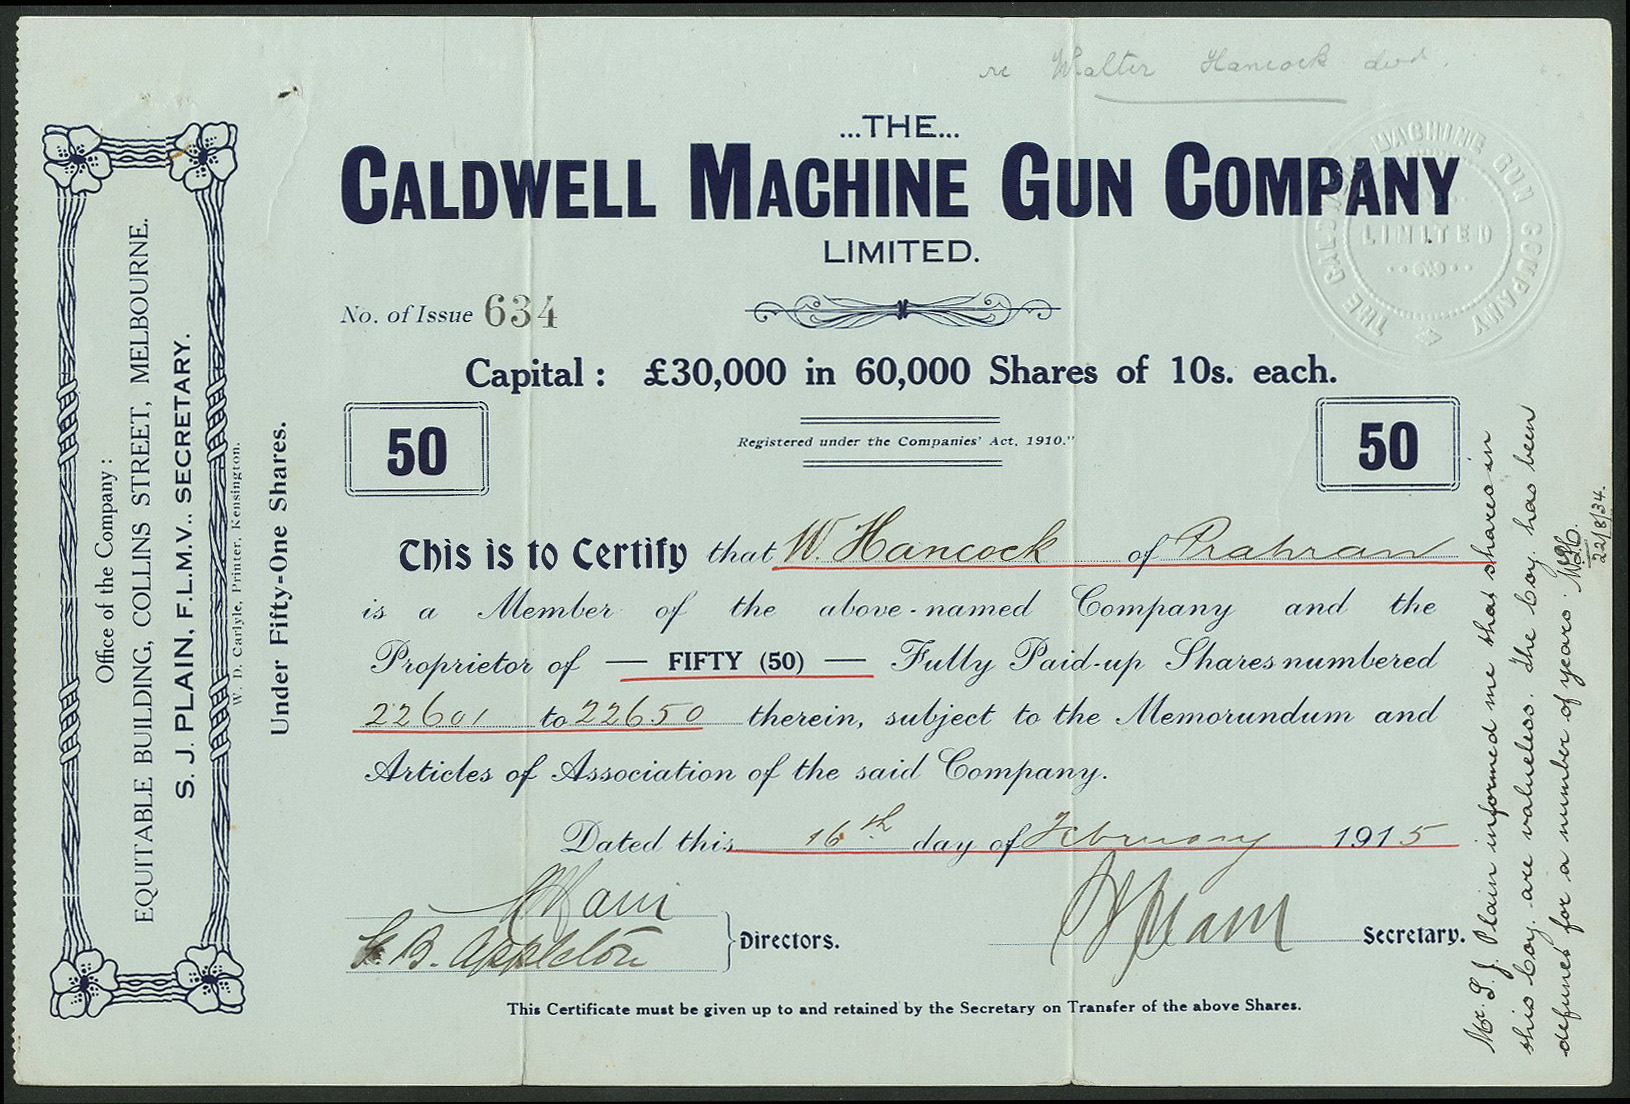 re Walter Hancock decd.
...THE...
CALDWELL MACHINE GUN COMPANY
LIMITED.
THE CALDWELL MACHINE GUN COMPANY
LIMITED
No. of Issue 634
Capital : £30,000 in 60,000 Shares of 10s. each.
50
50
Registered under the Companies' Act, 1910."
This is to Certify that W. Hancock of Prahran
is a Member of the above-named Company and the
Proprietor of — FIFTY (50) — Fully Paid-up Shares numbered
22601 to 22650 therein, subject to the Memorandum and
Articles of Association of the said Company.
Dated this 16th day of February 1915
G. B. Appleton
Directors.
Secretary.
This Certificate must be given up to and retained by the Secretary on Transfer of the above Shares.
Office of the Company :
EQUITABLE BUILDING, COLLINS STREET, MELBOURNE.
S. J. PLAIN, F.L.M.V., SECRETARY.
W. D. Carlyle, Printer, Kensington.
Under Fifty-One Shares.
Mr. S. J. Plain informed me that shares in
this Coy. are valueless. The Coy. has been
defunct for a number of years.
22/8/34.